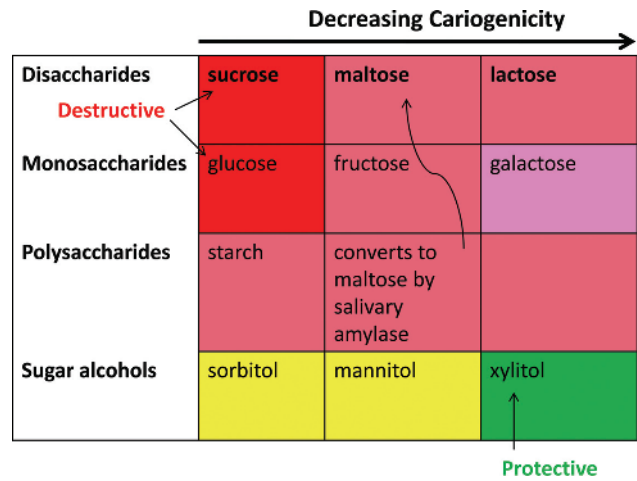 Decreasing Cariogenicity
Disaccharides sucrose maltose lactose
Destructive
Monosaccharides glucose fructose galactose
Polysaccharides starch converts to
maltose by
salivary
amylase
Sugar alcohols sorbitol mannitol xylitol
Protective